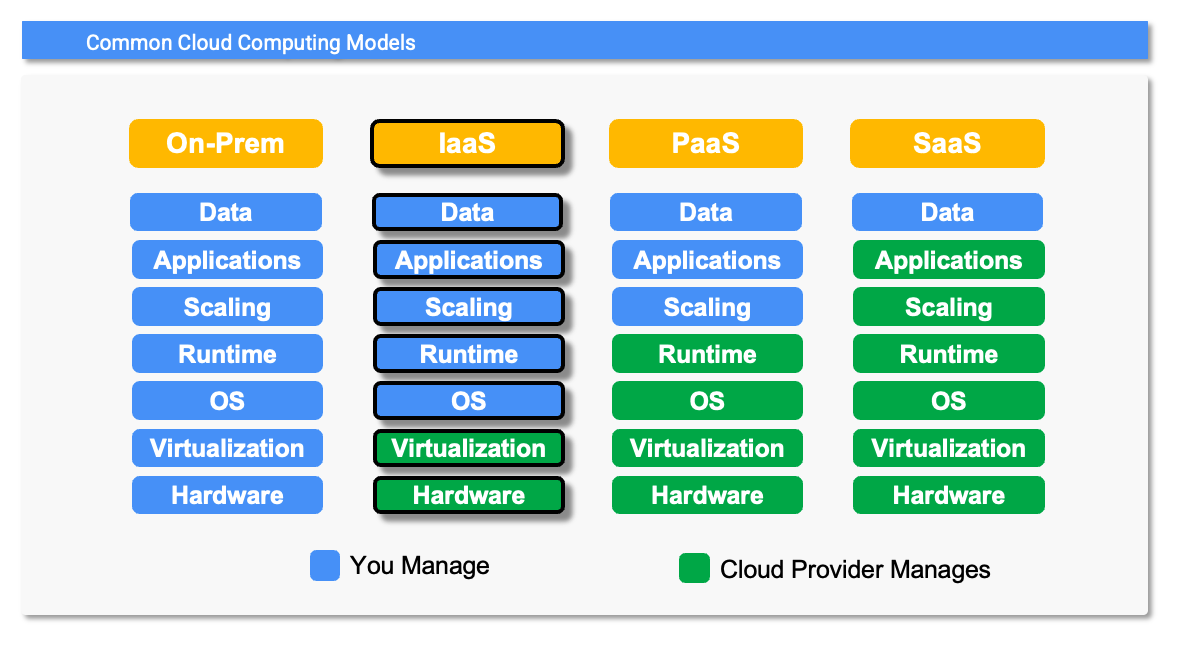 Common Cloud Computing Models
On-Prem IaaS PaaS SaaS
Data Data Data Data
Applications Applications Applications Applications
Scaling Scaling Scaling Scaling
Runtime Runtime Runtime Runtime
OS OS OS OS
Virtualization Virtualization Virtualization Virtualization
Hardware Hardware Hardware Hardware
You Manage Cloud Provider Manages